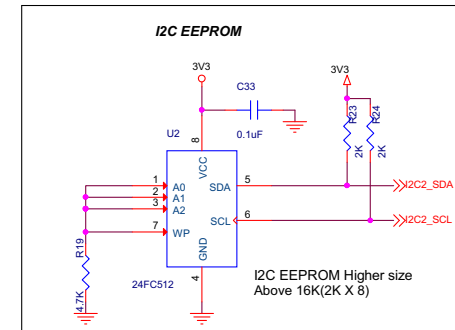 I2C EEPROM
3V3
C33
0.1uF
3V3
R23
2K
R24
2K
U2
8
VCC
1
A0
2
A1
3
A2
7
WP
SDA
5
I2C2_SDA
SCL
6
I2C2_SCL
GND
4
R19
4.7K
24FC512
I2C EEPROM Higher size
Above 16K(2K X 8)